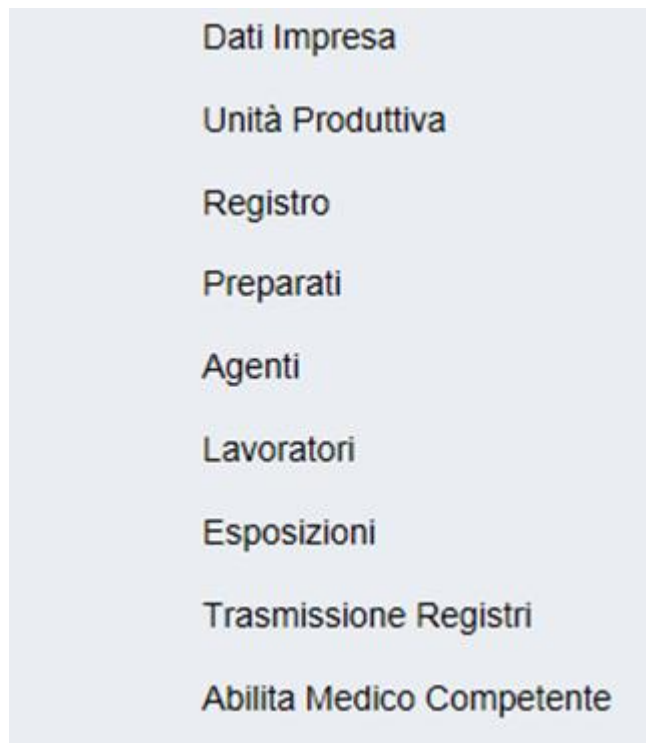 Dati Impresa
Unità Produttiva
Registro
Preparati
Agenti
Lavoratori
Esposizioni
Trasmissione Registri
Abilita Medico Competente